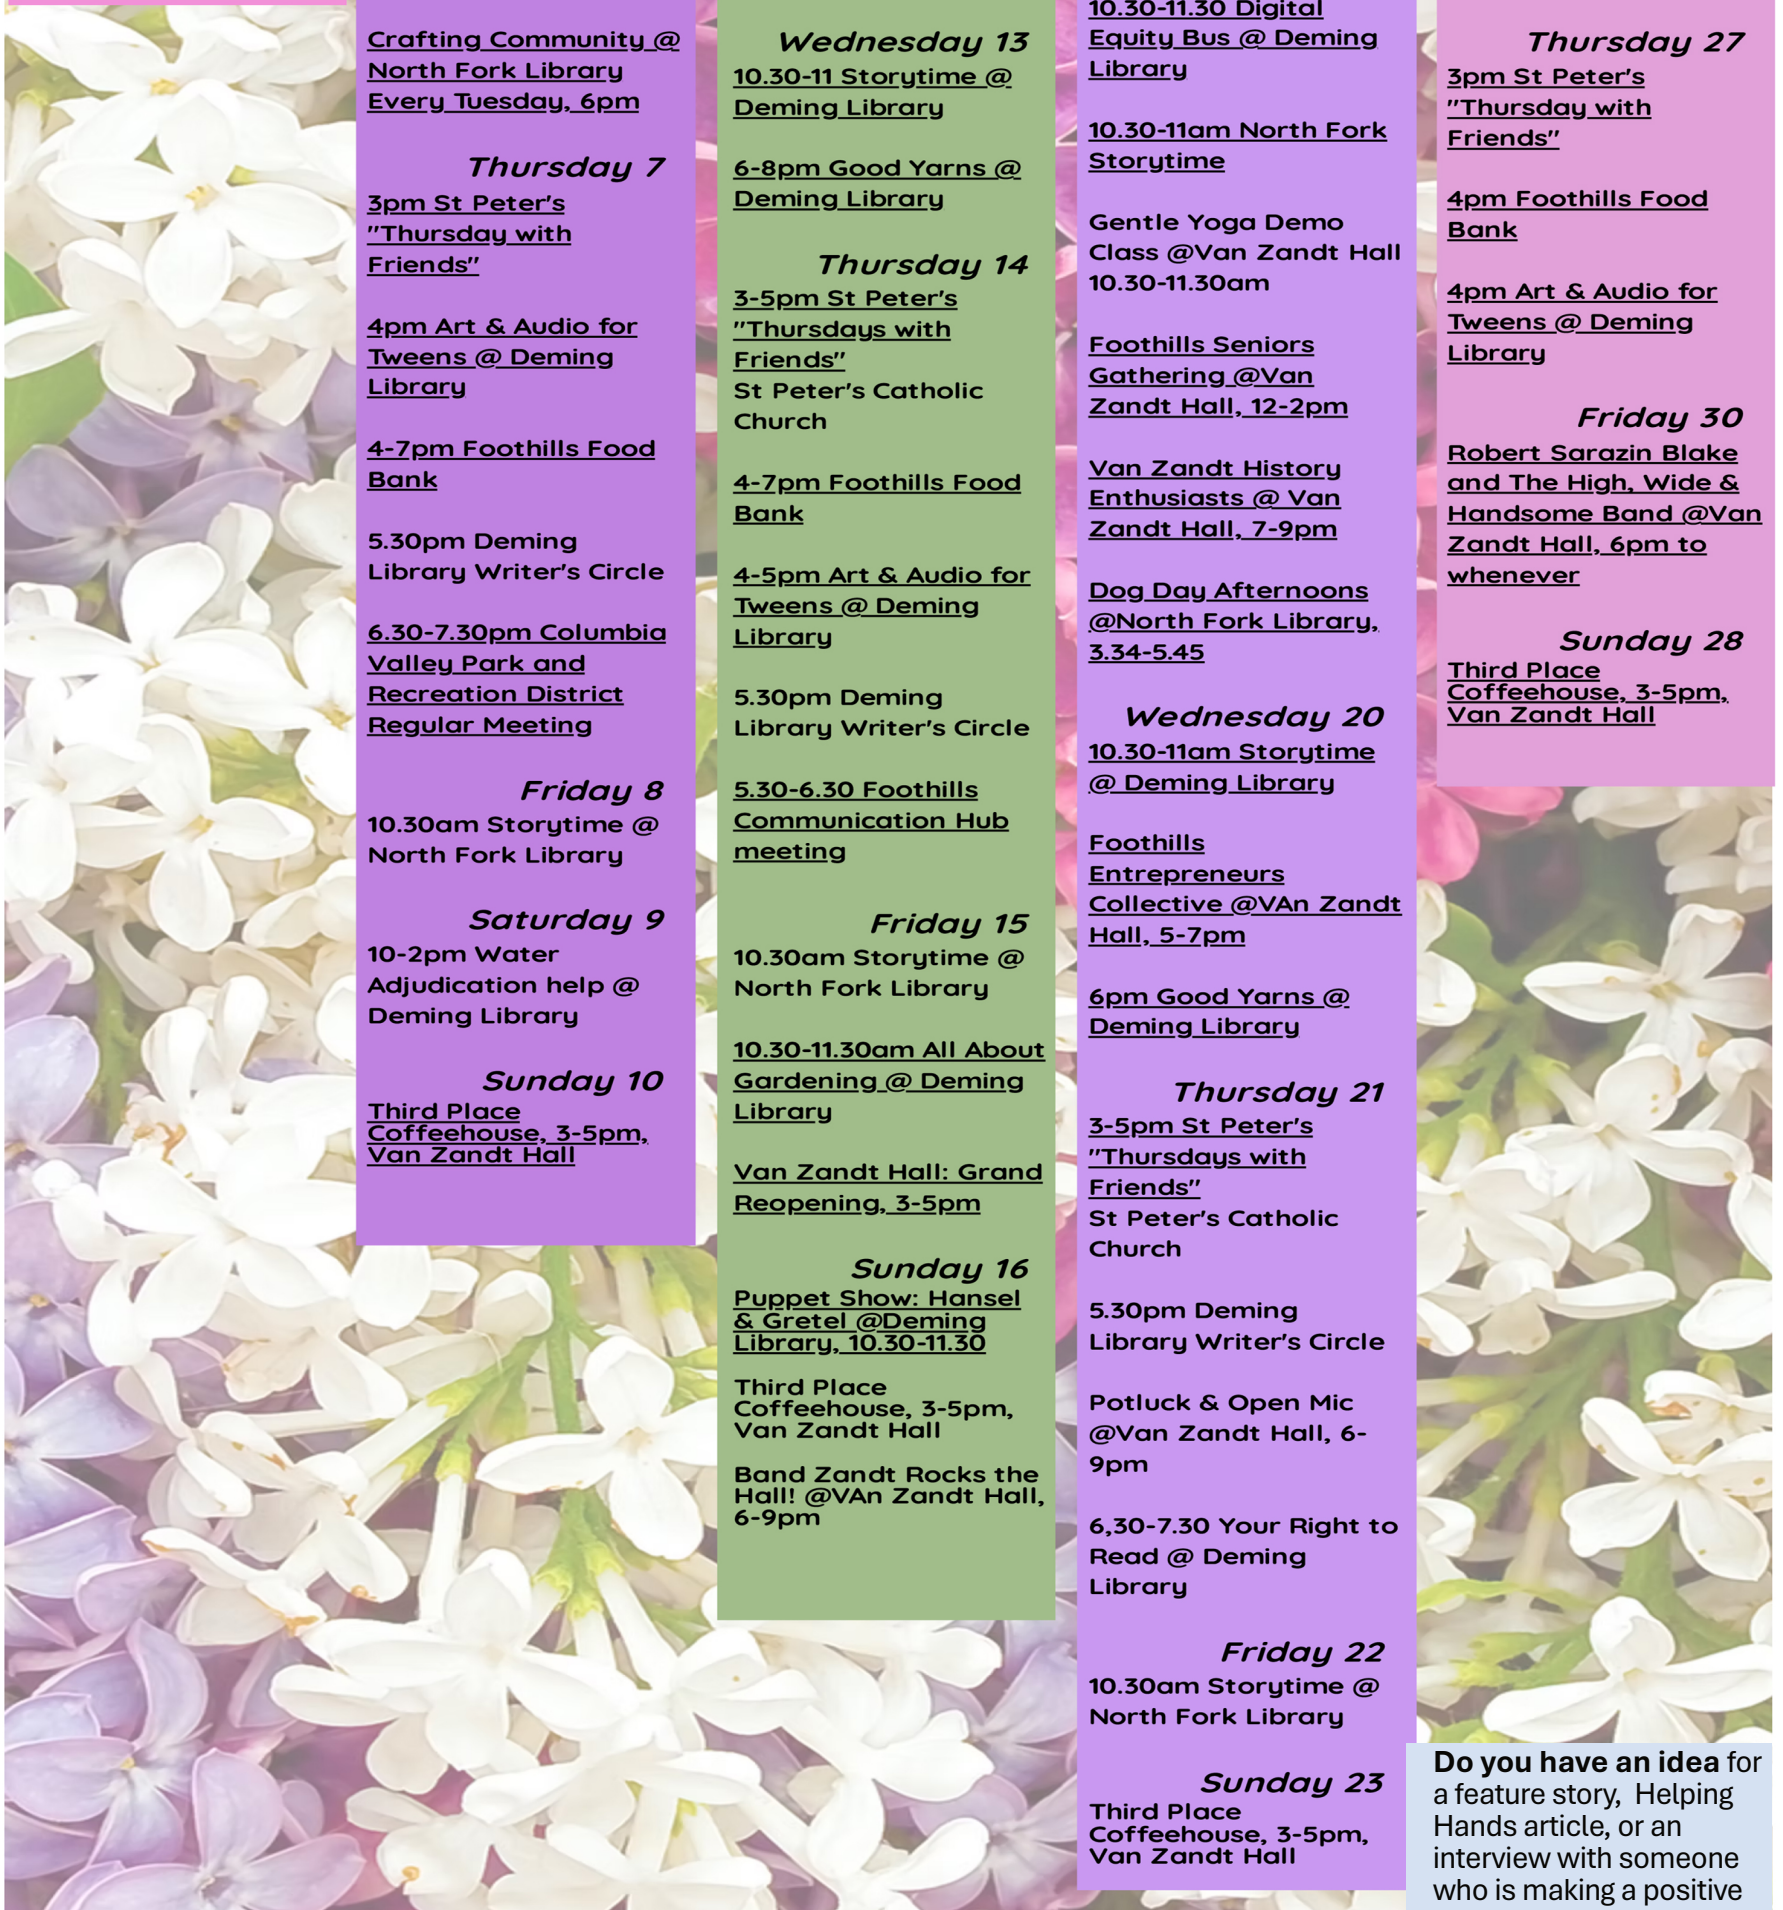 Crafting Community @
North Fork Library
Every Tuesday, 6pm
Thursday 7
3pm St Peter's
"Thursday with
Friends"
4pm Art & Audio for
Tweens @ Deming
Library
4-7pm Foothills Food
Bank
5.30pm Deming
Library Writer's Circle
6.30-7.30pm Columbia
Valley Park and
Recreation District
Regular Meeting
Friday 8
10.30am Storytime @
North Fork Library
Saturday 9
10-2pm Water
Adjudication help @
Deming Library
Sunday 10
Third Place
Coffeehouse, 3-5pm,
Van Zandt Hall
Wednesday 13
10.30-11 Storytime @
Deming Library
6-8pm Good Yarns @
Deming Library
Thursday 14
3-5pm St Peter's
"Thursdays with
Friends"
St Peter's Catholic
Church
4-7pm Foothills Food
Bank
4-5pm Art & Audio for
Tweens @ Deming
Library
5.30pm Deming
Library Writer's Circle
5.30-6.30 Foothills
Communication Hub
meeting
Friday 15
10.30am Storytime @
North Fork Library
10.30-11.30am All About
Gardening @ Deming
Library
Van Zandt Hall: Grand
Reopening, 3-5pm
Sunday 16
Puppet Show: Hansel
& Gretel @Deming
Library, 10.30-11.30
Third Place
Coffeehouse, 3-5pm,
Van Zandt Hall
Band Zandt Rocks the
Hall! @VAn Zandt Hall,
6-9pm
10.30-11.30 Digital
Equity Bus @ Deming
Library
10.30-11am North Fork
Storytime
Gentle Yoga Demo
Class @Van Zandt Hall
10.30-11.30am
Foothills Seniors
Gathering @Van
Zandt Hall, 12-2pm
Van Zandt History
Enthusiasts @ Van
Zandt Hall, 7-9pm
Dog Day Afternoons
@North Fork Library,
3.34-5.45
Wednesday 20
10.30-11am Storytime
@ Deming Library
Foothills
Entrepreneurs
Collective @VAn Zandt
Hall, 5-7pm
6pm Good Yarns @
Deming Library
Thursday 21
3-5pm St Peter's
"Thursdays with
Friends"
St Peter's Catholic
Church
5.30pm Deming
Library Writer's Circle
Potluck & Open Mic
@Van Zandt Hall, 6-
9pm
6,30-7.30 Your Right to
Read @ Deming
Library
Friday 22
10.30am Storytime @
North Fork Library
Sunday 23
Third Place
Coffeehouse, 3-5pm,
Van Zandt Hall
Thursday 27
3pm St Peter's
"Thursday with
Friends"
4pm Foothills Food
Bank
4pm Art & Audio for
Tweens @ Deming
Library
Friday 30
Robert Sarazin Blake
and The High, Wide &
Handsome Band @Van
Zandt Hall, 6pm to
whenever
Sunday 28
Third Place
Coffeehouse, 3-5pm,
Van Zandt Hall
Do you have an idea for
a feature story, Helping
Hands article, or an
interview with someone
who is making a positive